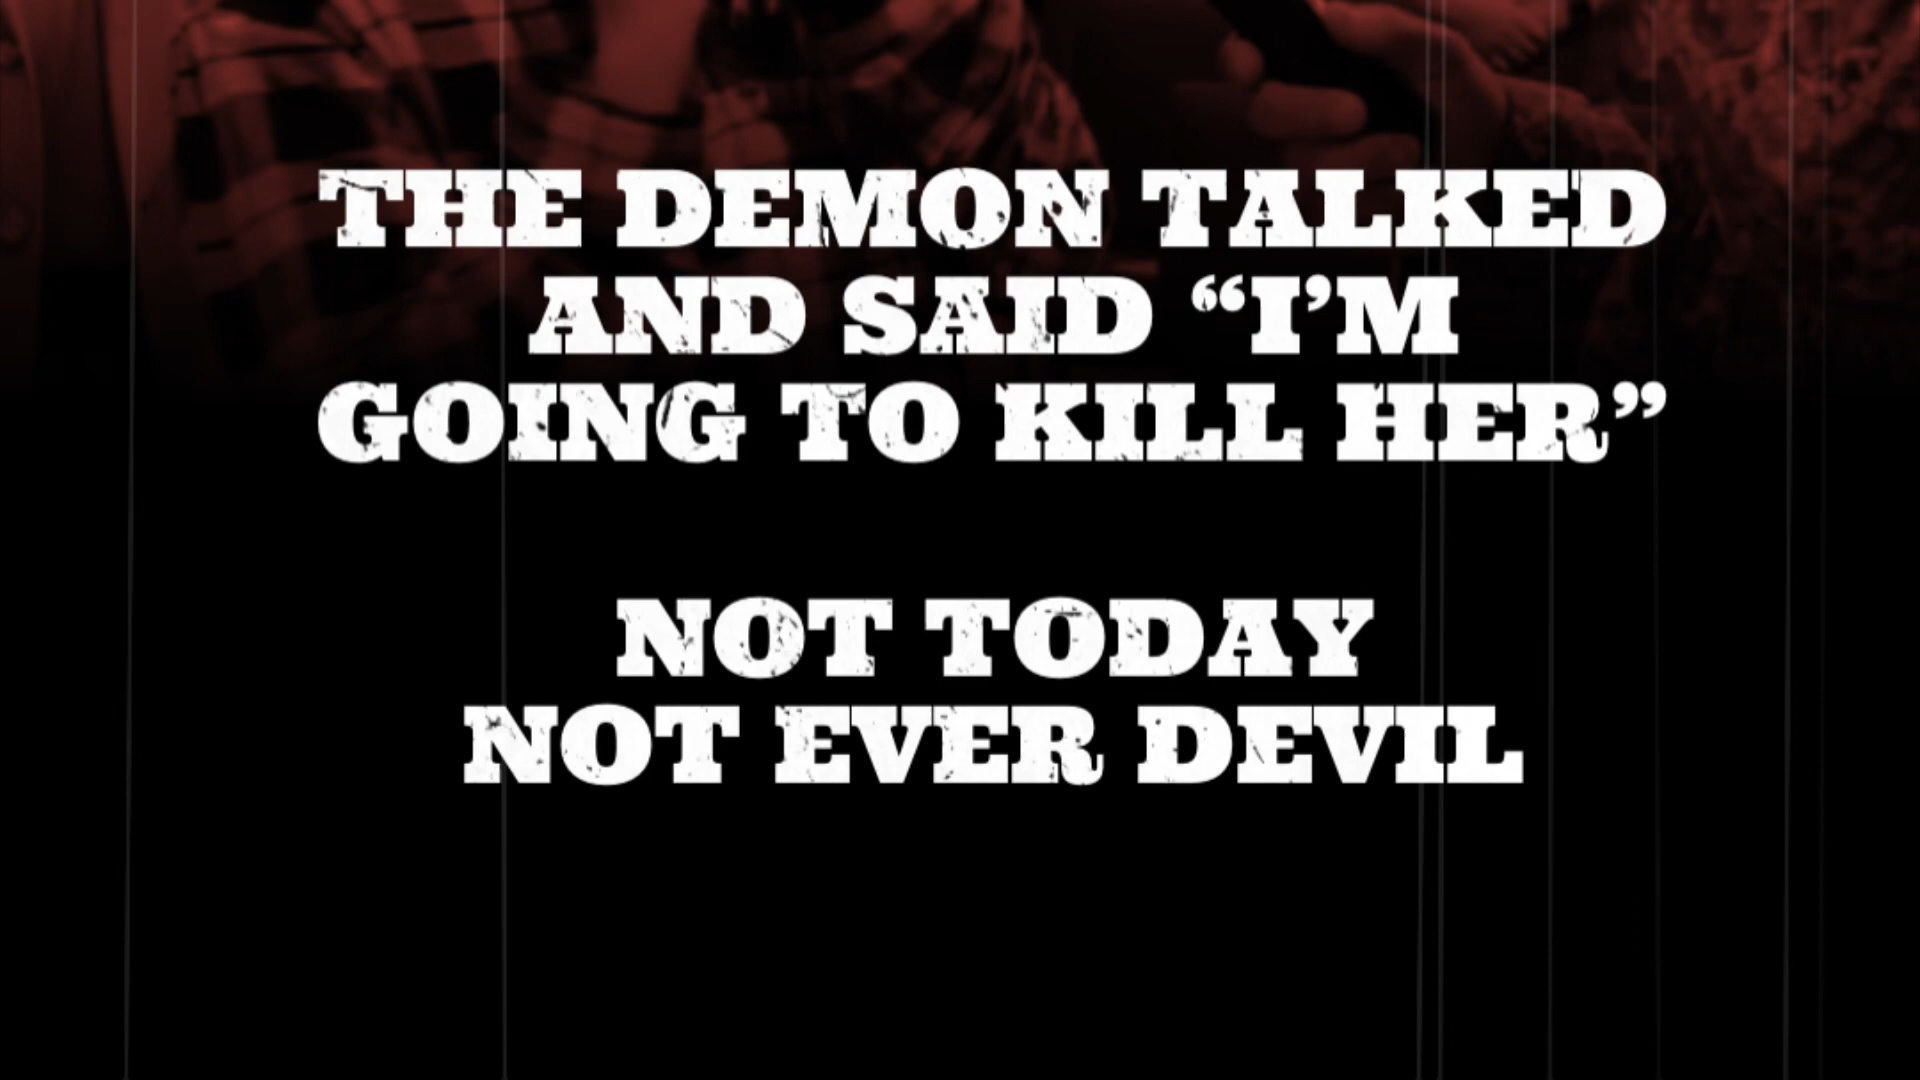 THE DEMON TALKED
AND SAID “I’M
GOING TO KILL HER”
NOT TODAY
NOT EVER DEVIL